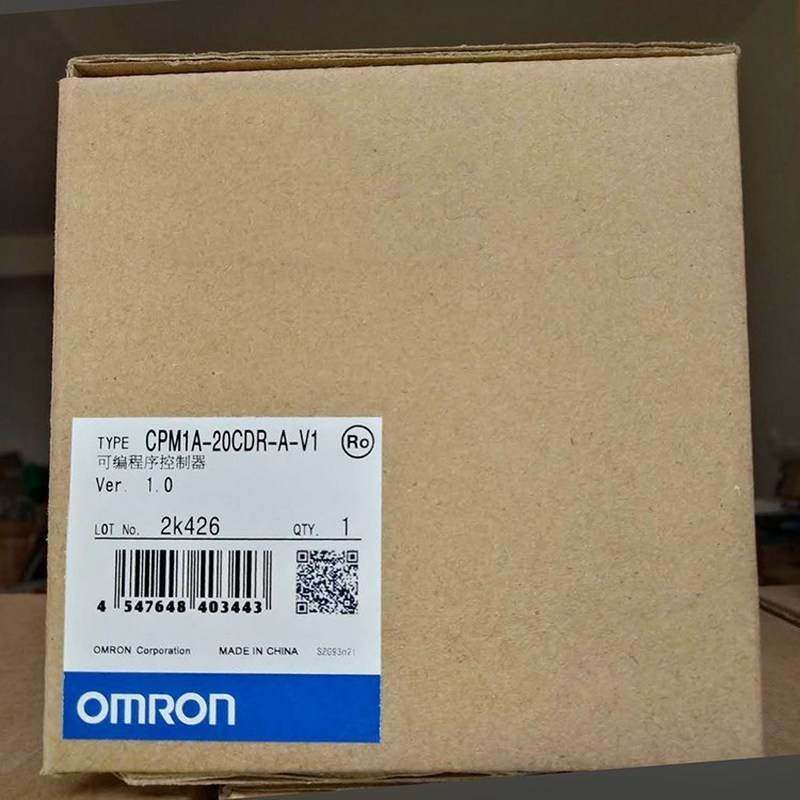 TYPE CPM1A-20CDR-A-V1 Ro
可编程序控制器
Ver. 1.0
LOT No. 2k426 QTY. 1
4 547648 403443
OMRON Corporation MADE IN CHINA
OMRON